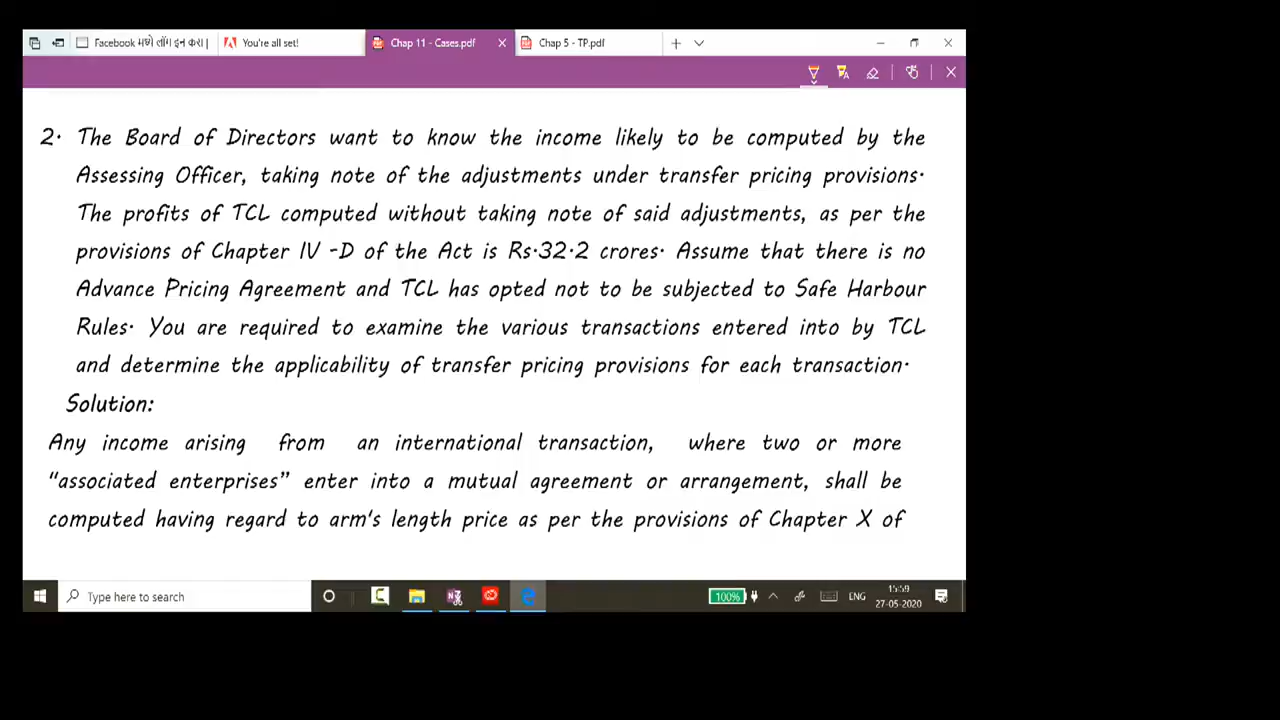 Facebook मध्ये लॉग इन करा |
You're all set!
Chap 11 - Cases.pdf
Chap 5 - TP.pdf
2. The Board of Directors want to know the income likely to be computed by the
Assessing Officer, taking note of the adjustments under transfer pricing provisions.
The profits of TCL computed without taking note of said adjustments, as per the
provisions of Chapter IV -D of the Act is Rs.32.2 crores. Assume that there is no
Advance Pricing Agreement and TCL has opted not to be subjected to Safe Harbour
Rules. You are required to examine the various transactions entered into by TCL
and determine the applicability of transfer pricing provisions for each transaction.
Solution:
Any income arising from an international transaction, where two or more
“associated enterprises” enter into a mutual agreement or arrangement, shall be
computed having regard to arm's length price as per the provisions of Chapter X of
Type here to search
100%
ENG
15:59
27-05-2020